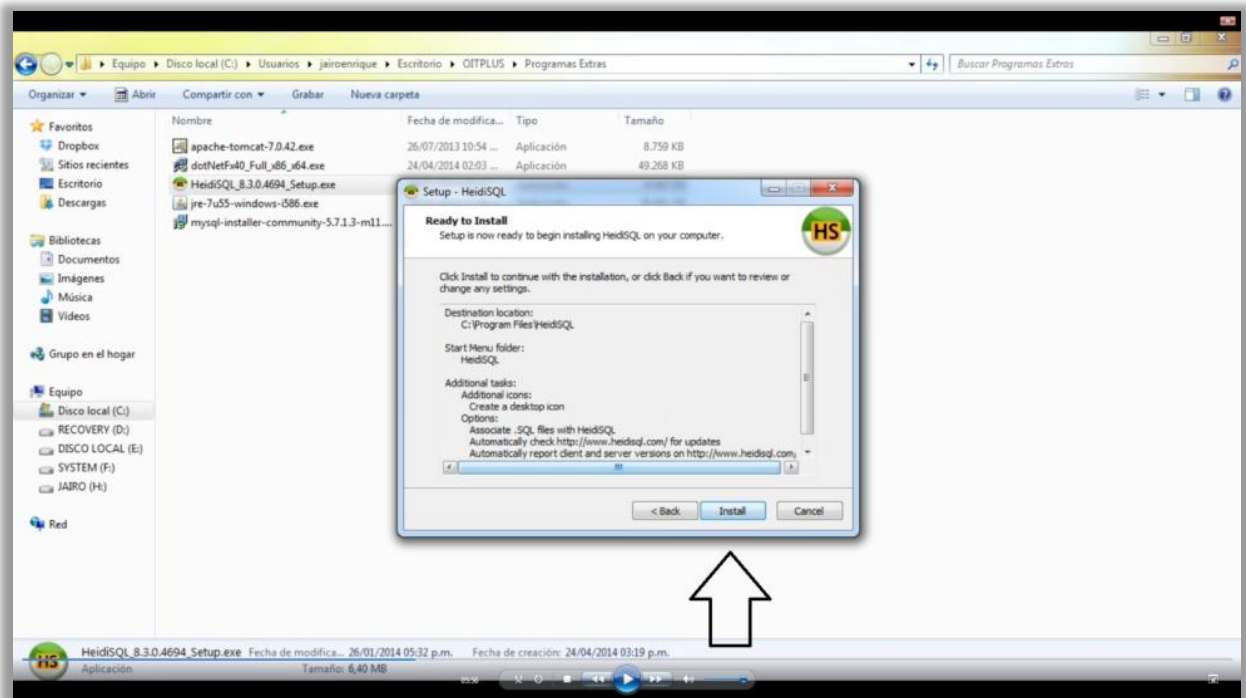 Equipo ▸ Disco local (C:) ▸ Usuarios ▸ jairoenrique ▸ Escritorio ▸ OITPLUS ▸ Programas Extras
Buscar Programas Extras
Organizar Abrir Compartir con Grabar Nueva carpeta
Nombre Fecha de modifica... Tipo Tamaño
apache-tomcat-7.0.42.exe 26/07/2013 10:54 ... Aplicación 8.759 KB
dotNetFx40_Full_x86_x64.exe 24/04/2014 02:03 ... Aplicación 49.268 KB
HeidiSQL_8.3.0.4694_Setup.exe
jre-7u55-windows-i586.exe
mysql-installer-community-5.7.1.3-m11....
Favoritos
Dropbox
Sitios recientes
Escritorio
Descargas
Bibliotecas
Documentos
Imágenes
Música
Videos
Grupo en el hogar
Equipo
Disco local (C:)
RECOVERY (D:)
DISCO LOCAL (E:)
SYSTEM (F:)
JAIRO (H:)
Red
Setup - HeidiSQL
Ready to Install
Setup is now ready to begin installing HeidiSQL on your computer.
HS
Click Install to continue with the installation, or click Back if you want to review or
change any settings.
Destination location:
C:\Program Files\HeidiSQL
Start Menu folder:
HeidiSQL
Additional tasks:
Additional icons:
Create a desktop icon
Options:
Associate .SQL files with HeidiSQL
Automatically check http://www.heidisql.com/ for updates
Automatically report client and server versions on http://www.heidisql.com/
< Back Install Cancel
HS
HeidiSQL_8.3.0.4694_Setup.exe Fecha de modifica... 26/01/2014 05:32 p.m. Fecha de creación: 24/04/2014 03:19 p.m.
Aplicación Tamaño: 6,40 MB